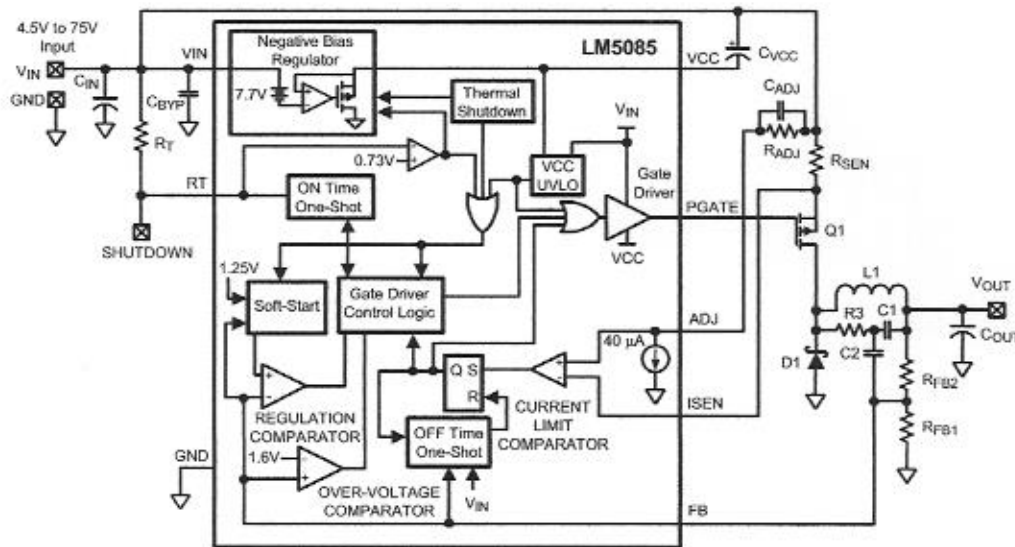 4.5V to 75V
Input
VIN
GND
CIN
CBYP
RT
VIN
Negative Bias
Regulator
7.7V
LM5085
VCC
CVCC
Thermal
Shutdown
CADJ
RADJ
RSEN
VIN
0.73V
VCC
UVLO
Gate
Driver
RT
ON Time
One-Shot
PGATE
Q1
VCC
SHUTDOWN
1.25V
Soft-Start
Gate Driver
Control Logic
L1
VOUT
R3
C1
COUT
C2
D1
ADJ
40 µA
RFB2
Q S
R
CURRENT
LIMIT
COMPARATOR
ISEN
RFB1
REGULATION
COMPARATOR
OFF Time
One-Shot
GND
1.6V
OVER-VOLTAGE
COMPARATOR
VIN
FB